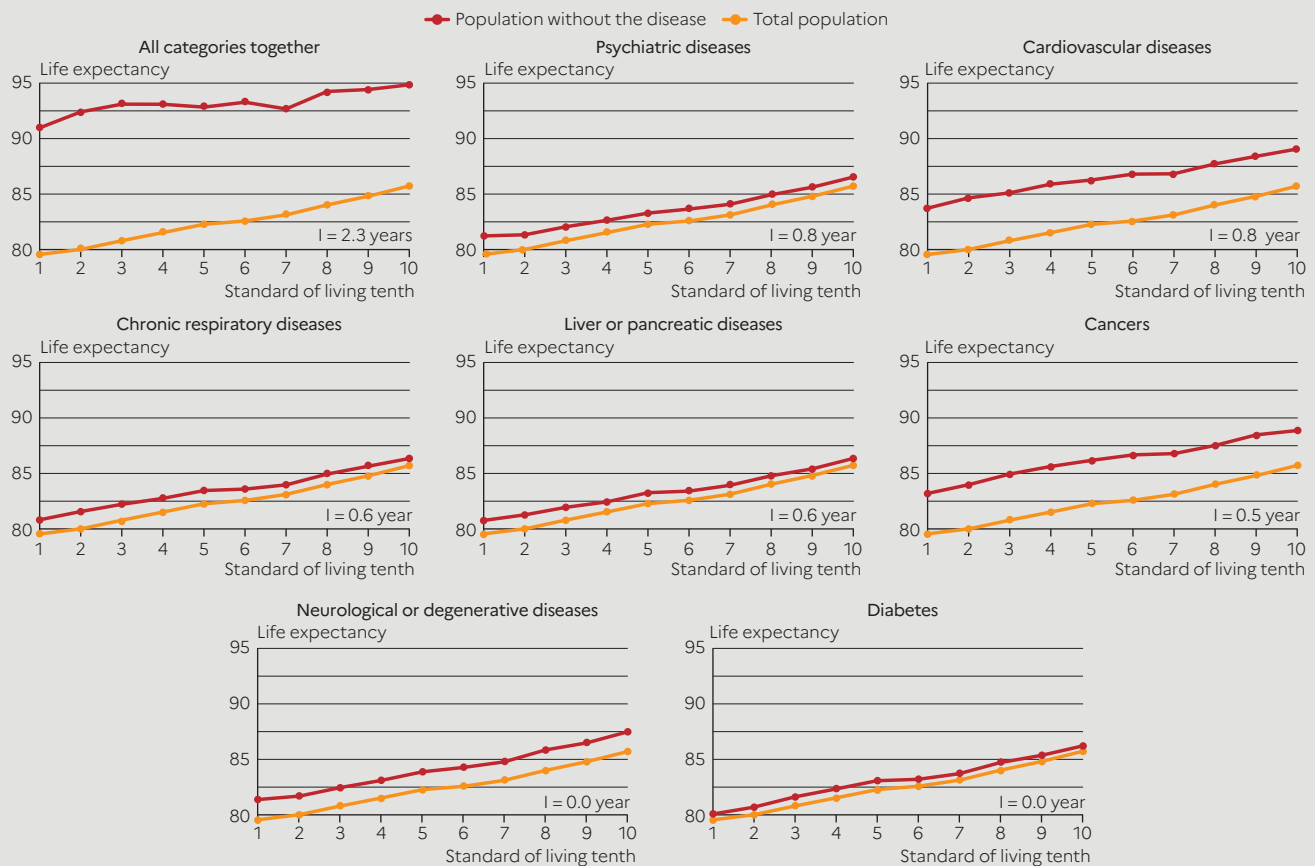 Population without the disease Total population
All categories together
Life expectancy
95
90
85
80
I = 2.3 years
1 2 3 4 5 6 7 8 9 10
Standard of living tenth
Psychiatric diseases
Life expectancy
95
90
85
80
I = 0.8 year
1 2 3 4 5 6 7 8 9 10
Standard of living tenth
Cardiovascular diseases
Life expectancy
95
90
85
80
I = 0.8 year
1 2 3 4 5 6 7 8 9 10
Standard of living tenth
Chronic respiratory diseases
Life expectancy
95
90
85
80
I = 0.6 year
1 2 3 4 5 6 7 8 9 10
Standard of living tenth
Liver or pancreatic diseases
Life expectancy
95
90
85
80
I = 0.6 year
1 2 3 4 5 6 7 8 9 10
Standard of living tenth
Cancers
Life expectancy
95
90
85
80
I = 0.5 year
1 2 3 4 5 6 7 8 9 10
Standard of living tenth
Neurological or degenerative diseases
Life expectancy
95
90
85
80
I = 0.0 year
1 2 3 4 5 6 7 8 9 10
Standard of living tenth
Diabetes
Life expectancy
95
90
85
80
I = 0.0 year
1 2 3 4 5 6 7 8 9 10
Standard of living tenth